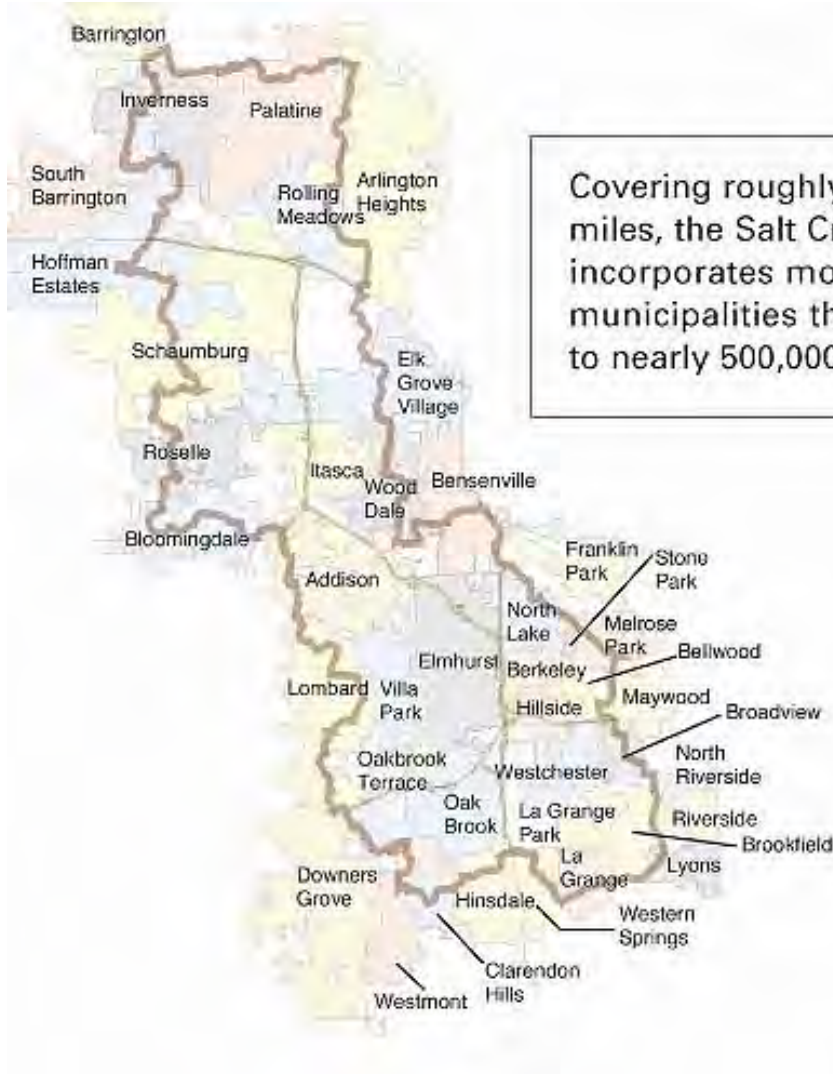 Barrington
Inverness
Palatine
South
Barrington
Rolling
Meadows
Arlington
Heights
Hoffman
Estates
Covering roughly
miles, the Salt Cr
incorporates mo
municipalities th
to nearly 500,000
Schaumburg
Elk
Grove
Village
Roselle
Itasca
Wood
Dale
Bensenville
Bloomingdale
Addison
Franklin
Park
Stone
Park
North
Lake
Melrose
Park
Elmhurst
Berkeley
Bellwood
Lombard
Villa
Park
Hillside
Maywood
Broadview
Oakbrook
Terrace
Westchester
North
Riverside
Oak
Brook
La Grange
Park
Riverside
Brookfield
La
Grange
Lyons
Downers
Grove
Hinsdale
Western
Springs
Clarendon
Hills
Westmont